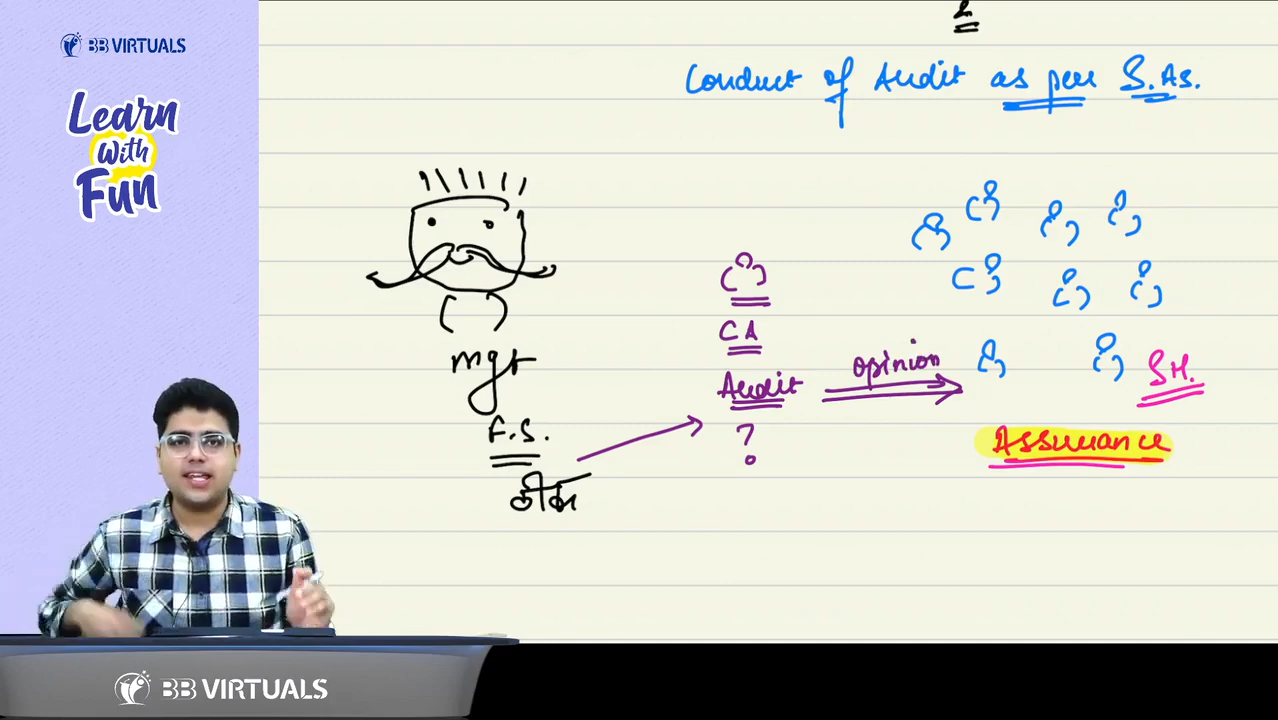 BB VIRTUALS
Learn
With
Fun
Conduct of Audit as per S.As.
mgt
F.S.
ठीक
CA
Audit
?
opinion
SH.
Assurance
BB VIRTUALS